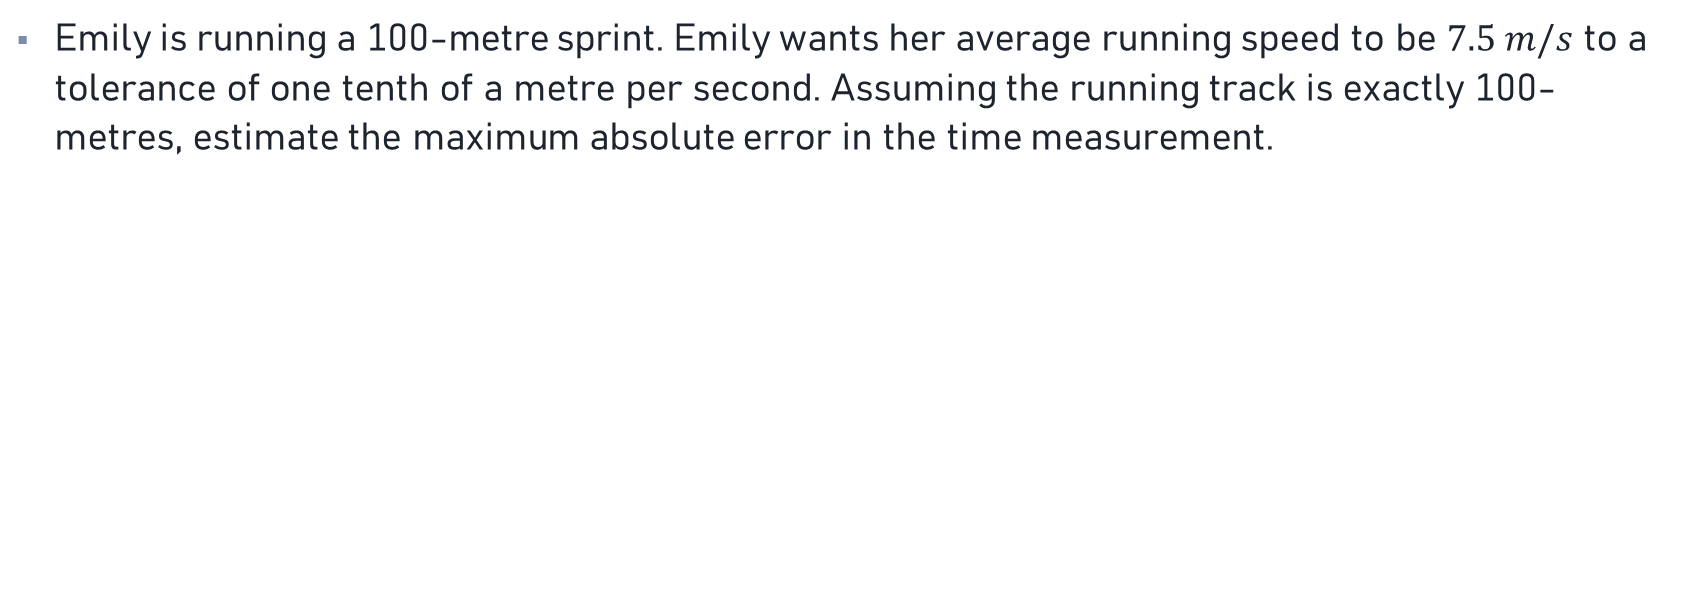 ▪ Emily is running a 100-metre sprint. Emily wants her average running speed to be 7.5 m/s to a
tolerance of one tenth of a metre per second. Assuming the running track is exactly 100-
metres, estimate the maximum absolute error in the time measurement.